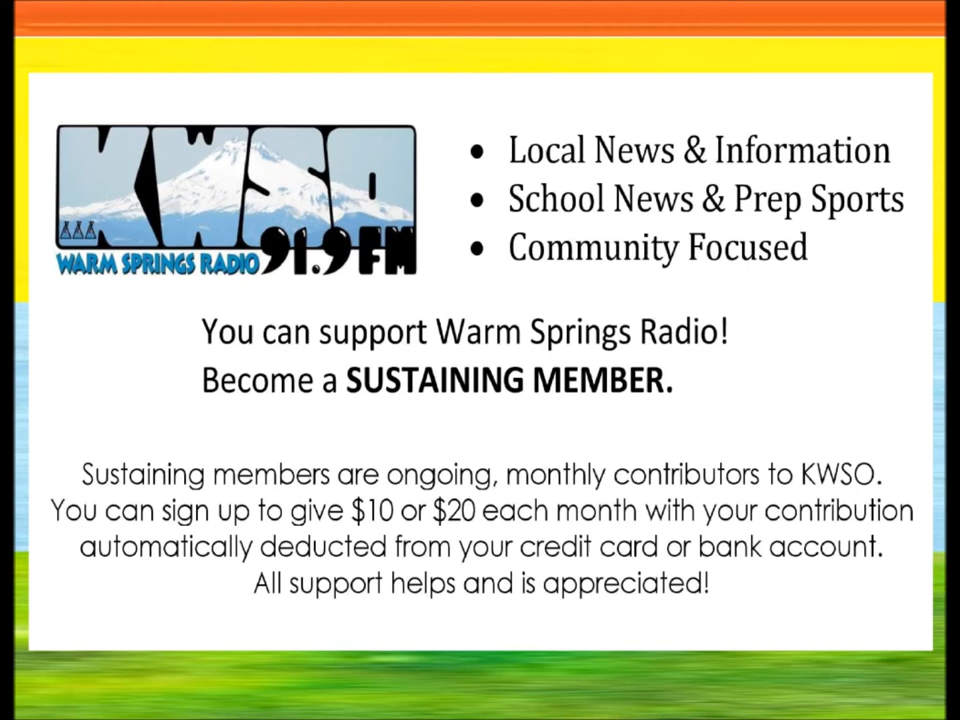 KWSO
WARM SPRINGS RADIO 91.9 FM
• Local News & Information
• School News & Prep Sports
• Community Focused
You can support Warm Springs Radio!
Become a SUSTAINING MEMBER.
Sustaining members are ongoing, monthly contributors to KWSO.
You can sign up to give $10 or $20 each month with your contribution
automatically deducted from your credit card or bank account.
All support helps and is appreciated!